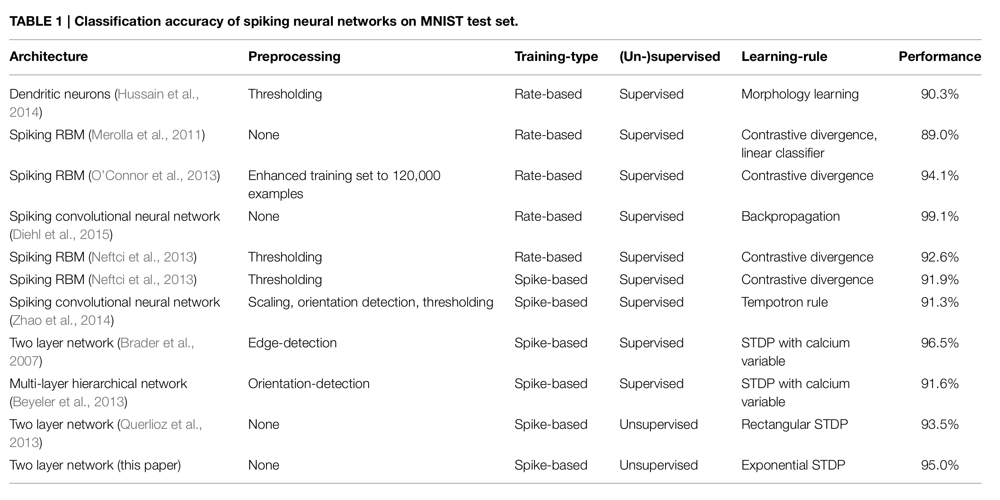 TABLE 1 | Classification accuracy of spiking neural networks on MNIST test set.
Architecture Preprocessing Training-type (Un-)supervised Learning-rule Performance
Dendritic neurons (Hussain et al., Thresholding Rate-based Supervised Morphology learning 90.3%
2014)
Spiking RBM (Merolla et al., 2011) None Rate-based Supervised Contrastive divergence, 89.0%
linear classifier
Spiking RBM (O’Connor et al., 2013) Enhanced training set to 120,000 Rate-based Supervised Contrastive divergence 94.1%
examples
Spiking convolutional neural network None Rate-based Supervised Backpropagation 99.1%
(Diehl et al., 2015)
Spiking RBM (Neftci et al., 2013) Thresholding Rate-based Supervised Contrastive divergence 92.6%
Spiking RBM (Neftci et al., 2013) Thresholding Spike-based Supervised Contrastive divergence 91.9%
Spiking convolutional neural network Scaling, orientation detection, thresholding Spike-based Supervised Tempotron rule 91.3%
(Zhao et al., 2014)
Two layer network (Brader et al., Edge-detection Spike-based Supervised STDP with calcium 96.5%
2007) variable
Multi-layer hierarchical network Orientation-detection Spike-based Supervised STDP with calcium 91.6%
(Beyeler et al., 2013) variable
Two layer network (Querlioz et al., None Spike-based Unsupervised Rectangular STDP 93.5%
2013)
Two layer network (this paper) None Spike-based Unsupervised Exponential STDP 95.0%